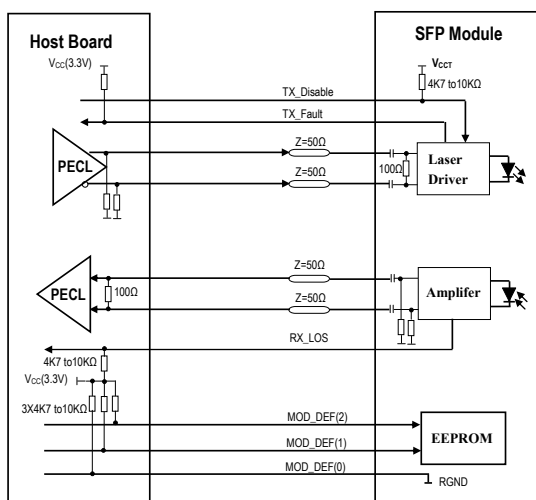 Host Board
SFP Module
VCC(3.3V)
VCCT
4K7 to10KΩ
TX_Disable
TX_Fault
Z=50Ω
PECL
100Ω
Laser
Driver
Z=50Ω
Z=50Ω
PECL
100Ω
Amplifer
Z=50Ω
RX_LOS
4K7 to10KΩ
VCC(3.3V)
3X4K7 to10KΩ
MOD_DEF(2)
EEPROM
MOD_DEF(1)
MOD_DEF(0)
RGND